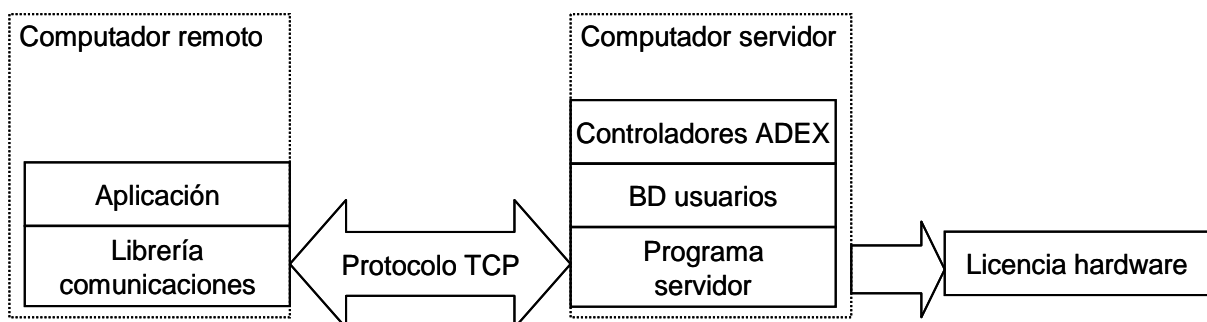 Computador remoto
Aplicación
Librería
comunicaciones
Protocolo TCP
Computador servidor
Controladores ADEX
BD usuarios
Programa
servidor
Licencia hardware